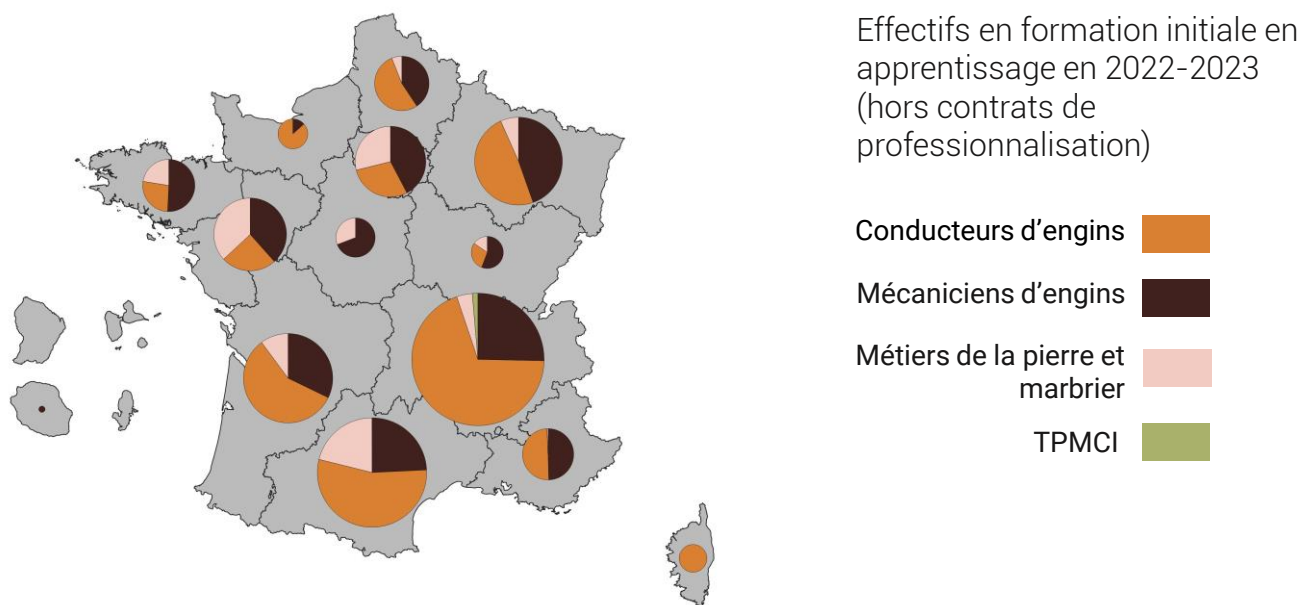 Effectifs en formation initiale en
apprentissage en 2022-2023
(hors contrats de
professionnalisation)
Conducteurs d'engins
Mécaniciens d'engins
Métiers de la pierre et
marbrier
TPMCI